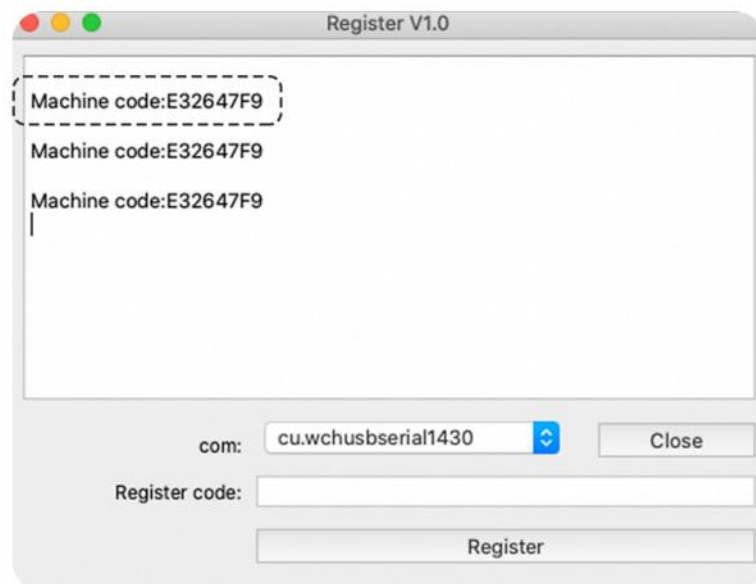 Register V1.0
Machine code:E32647F9
Machine code:E32647F9
Machine code:E32647F9
com:
cu.wchusbserial1430
Close
Register code:
Register